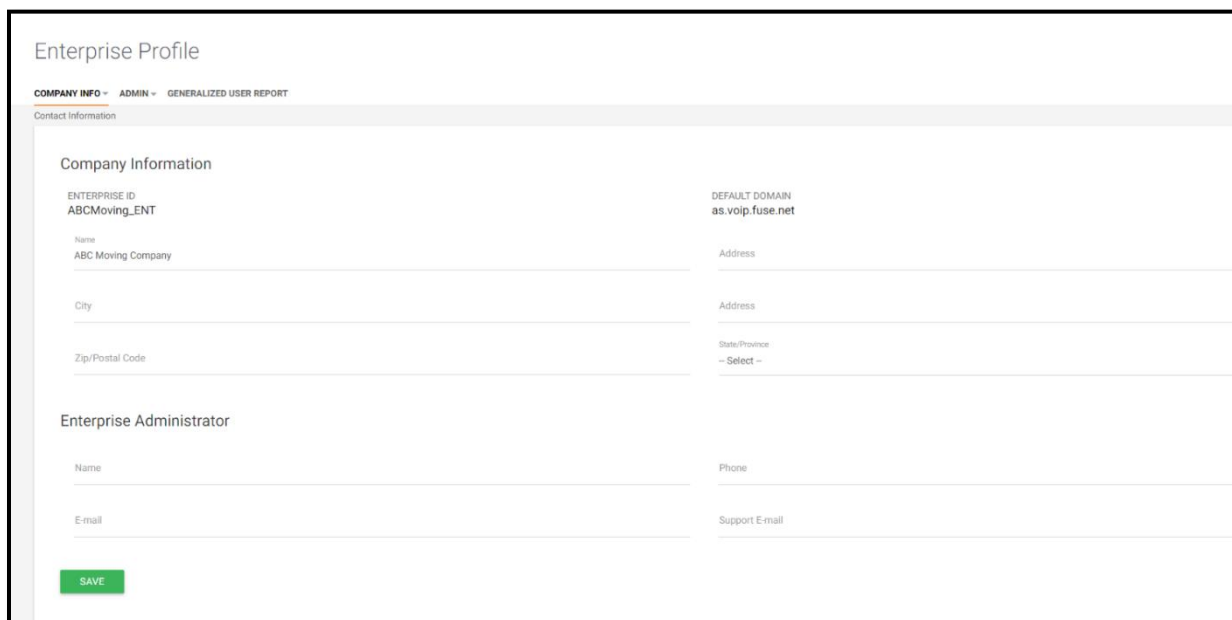 Enterprise Profile
COMPANY INFO ADMIN GENERALIZED USER REPORT
Contact Information
Company Information
ENTERPRISE ID DEFAULT DOMAIN
ABCMoving_ENT as.voip.fuse.net
Name
ABC Moving Company Address
City Address
Zip/Postal Code State/Province
-- Select --
Enterprise Administrator
Name Phone
E-mail Support E-mail
SAVE